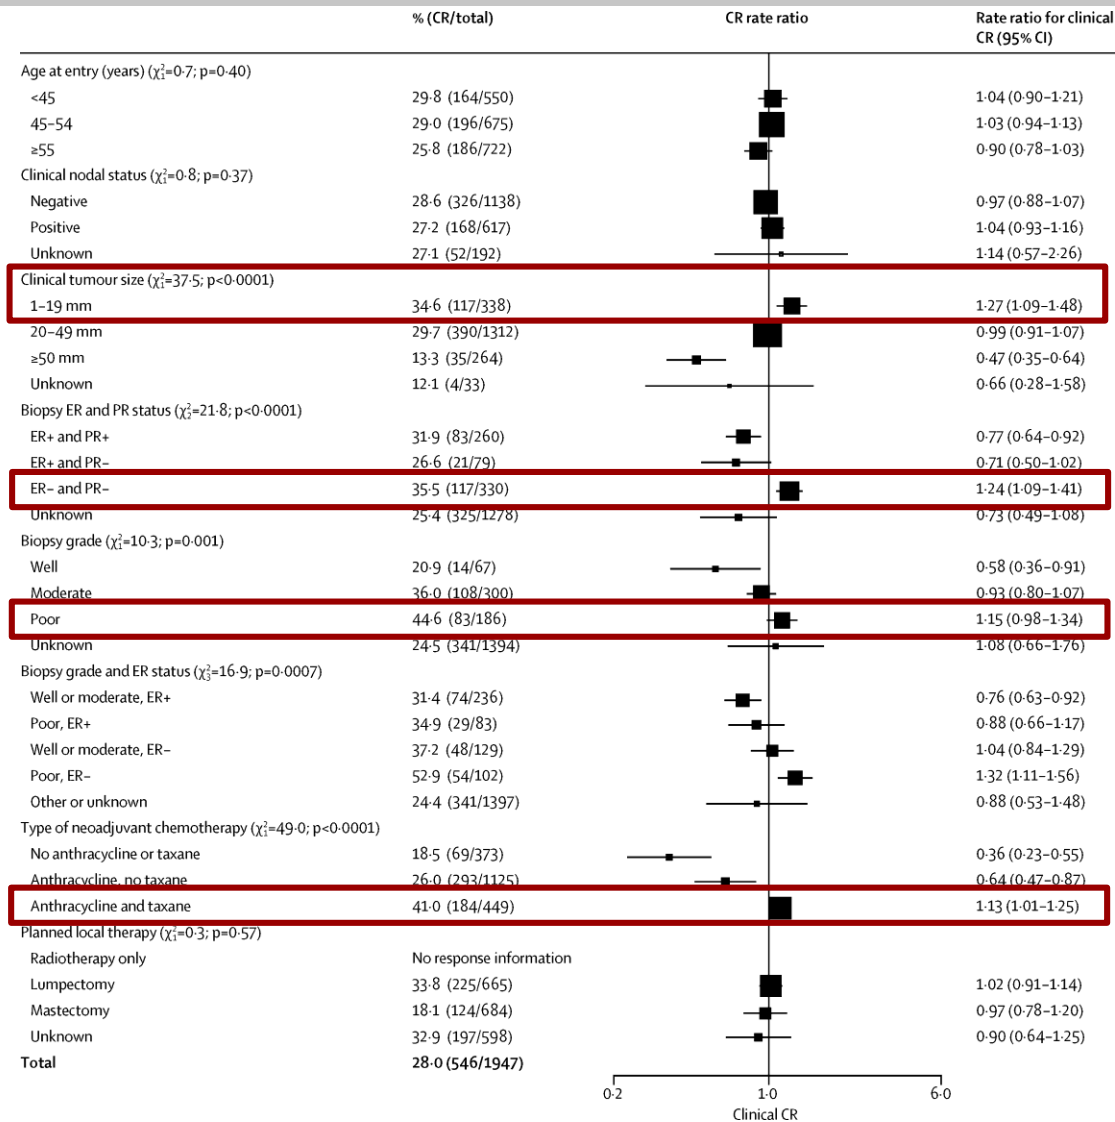 % (CR/total) CR rate ratio Rate ratio for clinical
CR (95% CI)
Age at entry (years) (χ²₁=0·7; p=0·40)
<45 29·8 (164/550) 1·04 (0·90–1·21)
45–54 29·0 (196/675) 1·03 (0·94–1·13)
≥55 25·8 (186/722) 0·90 (0·78–1·03)
Clinical nodal status (χ²₁=0·8; p=0·37)
Negative 28·6 (326/1138) 0·97 (0·88–1·07)
Positive 27·2 (168/617) 1·04 (0·93–1·16)
Unknown 27·1 (52/192) 1·14 (0·57–2·26)
Clinical tumour size (χ²₁=37·5; p<0·0001)
1–19 mm 34·6 (117/338) 1·27 (1·09–1·48)
20–49 mm 29·7 (390/1312) 0·99 (0·91–1·07)
≥50 mm 13·3 (35/264) 0·47 (0·35–0·64)
Unknown 12·1 (4/33) 0·66 (0·28–1·58)
Biopsy ER and PR status (χ²₂=21·8; p<0·0001)
ER+ and PR+ 31·9 (83/260) 0·77 (0·64–0·92)
ER+ and PR– 26·6 (21/79) 0·71 (0·50–1·02)
ER– and PR– 35·5 (117/330) 1·24 (1·09–1·41)
Unknown 25·4 (325/1278) 0·73 (0·49–1·08)
Biopsy grade (χ²₁=10·3; p=0·001)
Well 20·9 (14/67) 0·58 (0·36–0·91)
Moderate 36·0 (108/300) 0·93 (0·80–1·07)
Poor 44·6 (83/186) 1·15 (0·98–1·34)
Unknown 24·5 (341/1394) 1·08 (0·66–1·76)
Biopsy grade and ER status (χ²₃=16·9; p=0·0007)
Well or moderate, ER+ 31·4 (74/236) 0·76 (0·63–0·92)
Poor, ER+ 34·9 (29/83) 0·88 (0·66–1·17)
Well or moderate, ER– 37·2 (48/129) 1·04 (0·84–1·29)
Poor, ER– 52·9 (54/102) 1·32 (1·11–1·56)
Other or unknown 24·4 (341/1397) 0·88 (0·53–1·48)
Type of neoadjuvant chemotherapy (χ²₁=49·0; p<0·0001)
No anthracycline or taxane 18·5 (69/373) 0·36 (0·23–0·55)
Anthracycline, no taxane 26·0 (293/1125) 0·64 (0·47–0·87)
Anthracycline and taxane 41·0 (184/449) 1·13 (1·01–1·25)
Planned local therapy (χ²₁=0·3; p=0·57)
Radiotherapy only No response information
Lumpectomy 33·8 (225/665) 1·02 (0·91–1·14)
Mastectomy 18·1 (124/684) 0·97 (0·78–1·20)
Unknown 32·9 (197/598) 0·90 (0·64–1·25)
Total 28·0 (546/1947)
0·2 1·0 6·0
Clinical CR